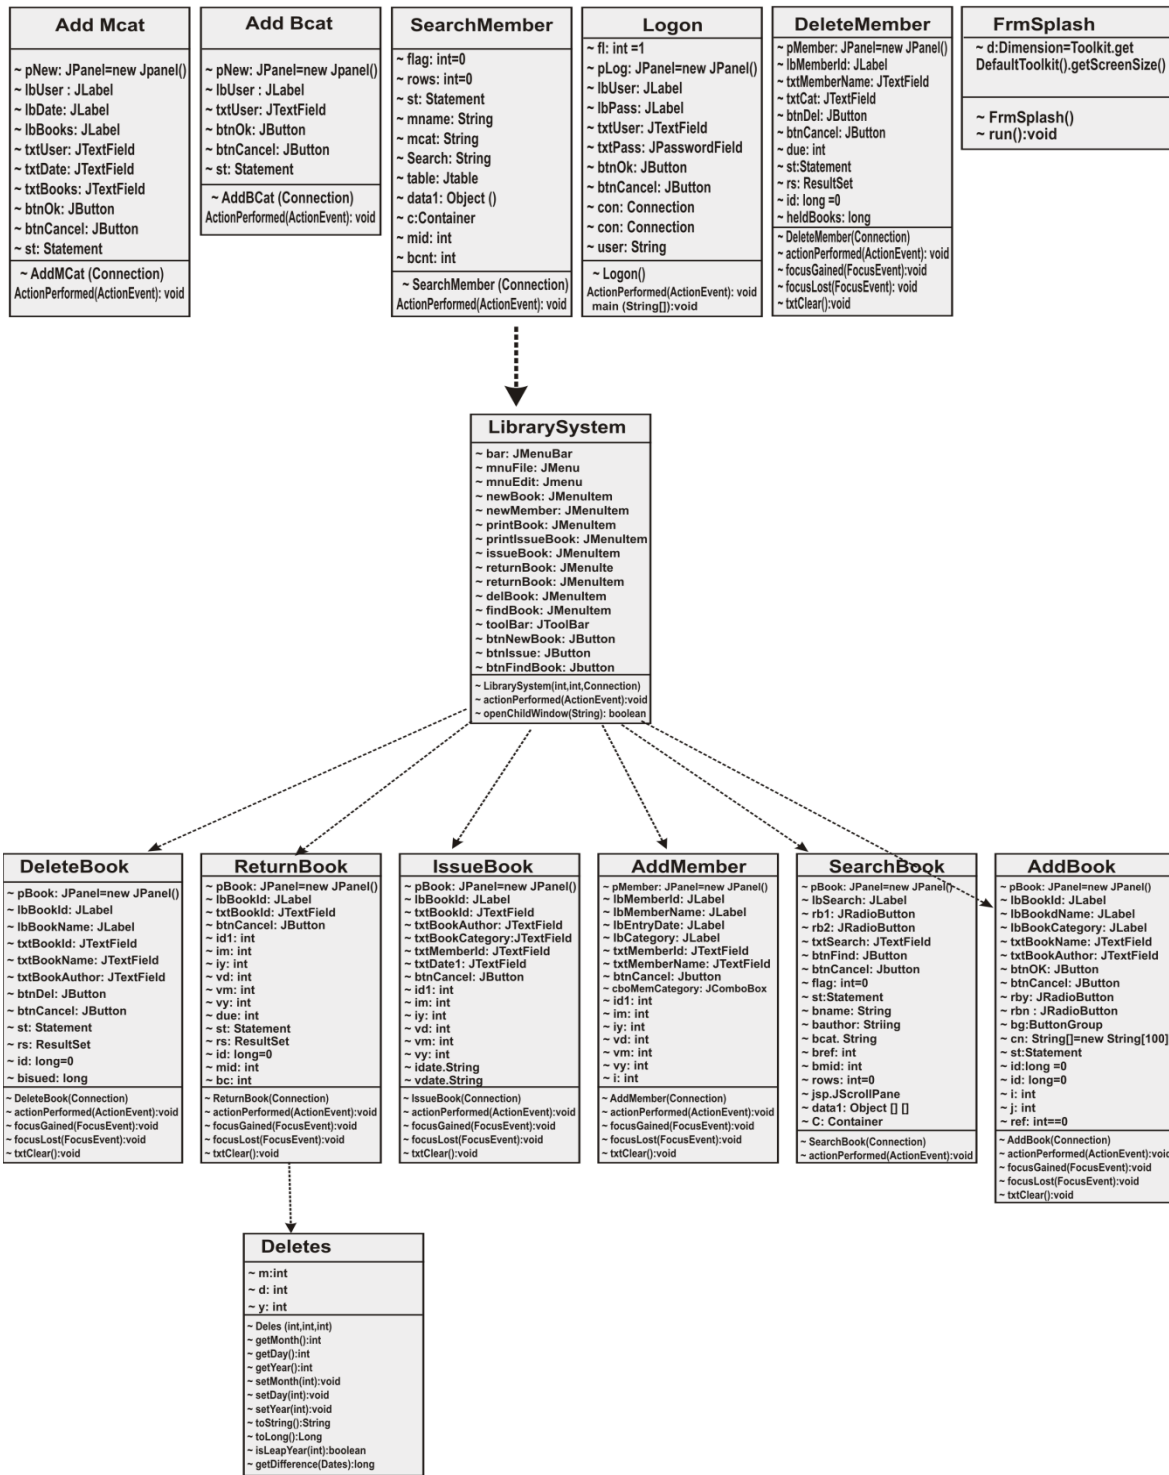 Add Mcat
~ pNew: JPanel=new Jpanel()
~ lbUser : JLabel
~ lbDate: JLabel
~ lbBooks: JLabel
~ txtUser: JTextField
~ txtDate: JTextField
~ txtBooks: JTextField
~ btnOk: JButton
~ btnCancel: JButton
~ st: Statement
~ AddMCat (Connection)
ActionPerformed(ActionEvent): void
Add Bcat
~ pNew: JPanel=new JPanel()
~ lbUser : JLabel
~ txtUser: JTextField
~ btnOk: JButton
~ btnCancel: JButton
~ st: Statement
~ AddBCat (Connection)
ActionPerformed(ActionEvent): void
SearchMember
~ flag: int=0
~ rows: int=0
~ st: Statement
~ mname: String
~ mcat: String
~ Search: String
~ table: Jtable
~ data1: Object ()
~ c:Container
~ mid: int
~ bcnt: int
~ SearchMember (Connection)
ActionPerformed(ActionEvent): void
Logon
~ fl: int =1
~ pLog: JPanel=new JPanel()
~ lbUser: JLabel
~ lbPass: JLabel
~ txtUser: JTextField
~ txtPass: JPasswordField
~ btnOk: JButton
~ btnCancel: JButton
~ con: Connection
~ con: Connection
~ user: String
~ Logon()
ActionPerformed(ActionEvent): void
main (String[]):void
DeleteMember
~ pMember: JPanel=new JPanel()
~ lbMemberId: JLabel
~ txtMemberName: JTextField
~ txtCat: JTextField
~ btnDel: JButton
~ btnCancel: JButton
~ due: int
~ st:Statement
~ rs: ResultSet
~ id: long =0
~ heldBooks: long
~ DeleteMember(Connection)
~ actionPerformed(ActionEvent): void
~ focusGained(FocusEvent):void
~ focusLost(FocusEvent): void
~ txtClear():void
FrmSplash
~ d:Dimension=Toolkit.get
DefaultToolkit().getScreenSize()
~ FrmSplash()
~ run():void
LibrarySystem
~ bar: JMenuBar
~ mnuFile: JMenu
~ mnuEdit: Jmenu
~ newBook: JMenuItem
~ newMember: JMenuItem
~ printBook: JMenuItem
~ printIssueBook: JMenuItem
~ issueBook: JMenuItem
~ returnBook: JMenuIte
~ returnBook: JMenuItem
~ delBook: JMenuItem
~ findBook: JMenuItem
~ toolBar: JToolBar
~ btnNewBook: JButton
~ btnIssue: JButton
~ btnFindBook: Jbutton
~ LibrarySystem(int,int,Connection)
~ actionPerformed(ActionEvent):void
~ openChildWindow(String): boolean
DeleteBook
~ pBook: JPanel=new JPanel()
~ lbBookId: JLabel
~ lbBookName: JLabel
~ txtBookId: JTextField
~ txtBookName: JTextField
~ txtBookAuthor: JTextField
~ btnDel: JButton
~ btnCancel: JButton
~ st: Statement
~ rs: ResultSet
~ id: long=0
~ bisued: long
~ DeleteBook(Connection)
~ actionPerformed(ActionEvent):void
~ focusGained(FocusEvent):void
~ focusLost(FocusEvent):void
~ txtClear():void
ReturnBook
~ pBook: JPanel=new JPanel()
~ lbBookId: JLabel
~ txtBookId: JTextField
~ btnCancel: JButton
~ id1: int
~ im: int
~ iy: int
~ vd: int
~ vm: int
~ vy: int
~ due: int
~ st: Statement
~ rs: ResultSet
~ id: long=0
~ mid: int
~ bc: int
~ ReturnBook(Connection)
~ actionPerformed(ActionEvent):void
~ focusGained(FocusEvent):void
~ focusLost(FocusEvent):void
~ txtClear():void
IssueBook
~ pBook: JPanel=new JPanel()
~ lbBookId: JLabel
~ txtBookId: JTextField
~ txtBookAuthor: JTextField
~ txtBookCategory:JTextField
~ txtMemberId: JTextField
~ txtDate1: JTextField
~ btnCancel: JButton
~ id1: int
~ im: int
~ iy: int
~ vd: int
~ vm: int
~ vy: int
~ idate.String
~ vdate.String
~ IssueBook(Connection)
~ actionPerformed(ActionEvent):void
~ focusGained(FocusEvent):void
~ focusLost(FocusEvent):void
~ txtClear():void
AddMember
~ pMember: JPanel=new JPanel()
~ lbMemberId: JLabel
~ lbMemberName: JLabel
~ lbEntryDate: JLabel
~ lbCategory: JLabel
~ txtMemberId: JTextField
~ txtMemberName: JTextField
~ btnCancel: Jbutton
~ cboMemCategory: JComboBox
~ id1: int
~ im: int
~ iy: int
~ vd: int
~ vm: int
~ vy: int
~ i: int
~ AddMember(Connection)
~ actionPerformed(ActionEvent):void
~ focusGained(FocusEvent):void
~ focusLost(FocusEvent):void
~ txtClear():void
SearchBook
~ pBook: JPanel=new JPanel()
~ lbSearch: JLabel
~ rb1: JRadioButton
~ rb2: JRadioButton
~ txtSearch: JTextField
~ btnFind: JButton
~ btnCancel: Jbutton
~ flag: int=0
~ st:Statement
~ bname: String
~ bauthor: Striing
~ bcat. String
~ bref: int
~ bmid: int
~ rows: int=0
~ jsp.JScrollPane
~ data1: Object [] []
~ C: Container
~ SearchBook(Connection)
~ actionPerformed(ActionEvent):void
AddBook
~ pBook: JPanel=new JPanel()
~ lbBookdName: JLabel
~ lbBookCategory: JLabel
~ txtBookName: JTextField
~ txtBookAuthor: JTextField
~ btnOK: JButton
~ btnCancel: JButton
~ rby: JRadioButton
~ rbn : JRadioButton
~ bg:ButtonGroup
~ cn: String[]=new String[100]
~ st:Statement
~ id:long =0
~ id: long=0
~ i: int
~ j: int
~ ref: int==0
~ AddBook(Connection)
~ actionPerformed(ActionEvent):void
~ focusGained(FocusEvent)
~ focusLost(FocusEvent):void
~ txtClear():void
Deletes
~ m:int
~ d: int
~ y: int
~ Deles (int,int,int)
~ getMonth():int
~ getDay():int
~ getYear():int
~ setMonth(int):void
~ setDay(int):void
~ setYear(int):void
~ toString():String
~ toLong():Long
~ isLeapYear(int):boolean
~ getDifference(Dates):long